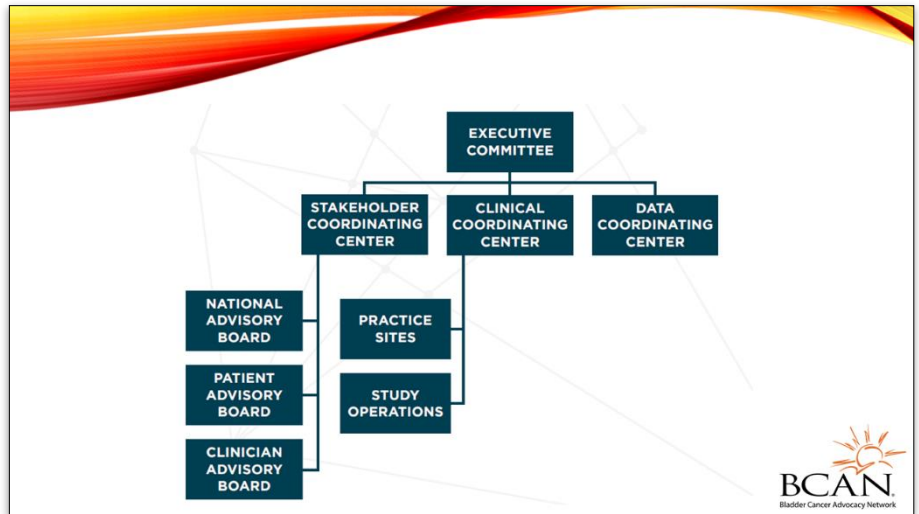 EXECUTIVE
COMMITTEE
STAKEHOLDER
COORDINATING
CENTER
CLINICAL
COORDINATING
CENTER
DATA
COORDINATING
CENTER
NATIONAL
ADVISORY
BOARD
PATIENT
ADVISORY
BOARD
CLINICIAN
ADVISORY
BOARD
PRACTICE
SITES
STUDY
OPERATIONS
BCAN
Bladder Cancer Advocacy Network